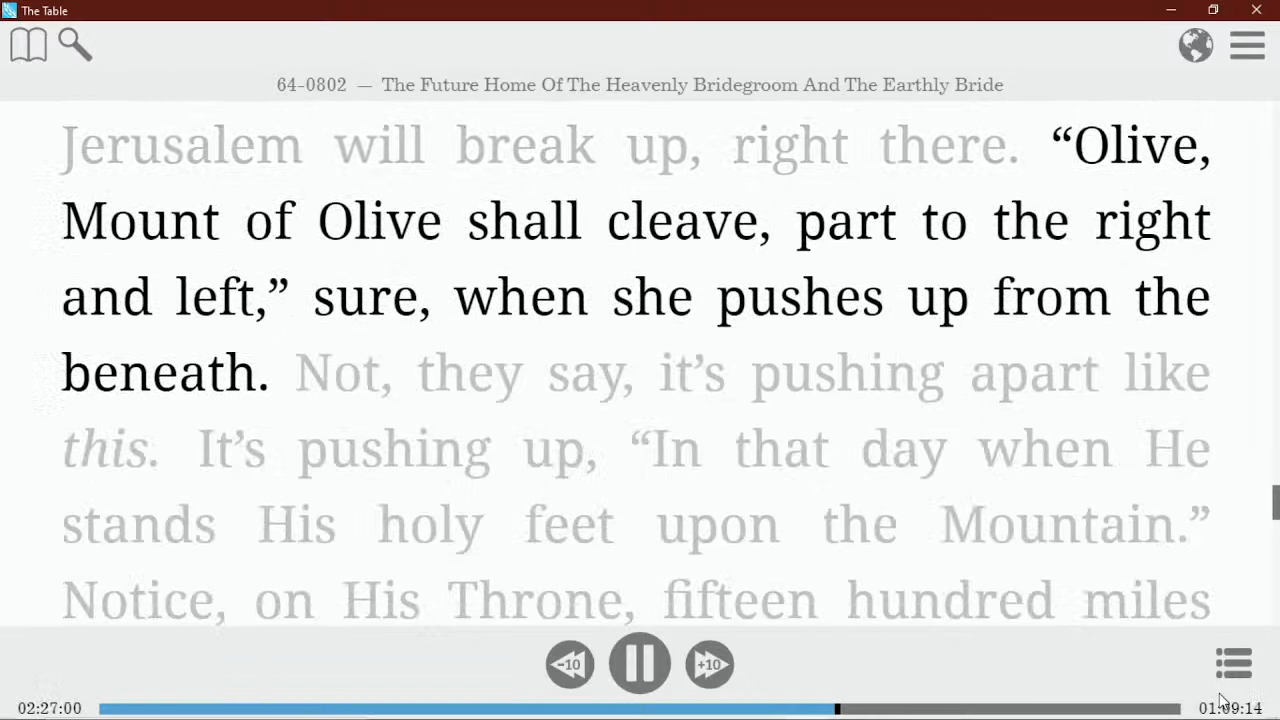 The Table
64-0802 — The Future Home Of The Heavenly Bridegroom And The Earthly Bride
Jerusalem will break up, right there. “Olive,
Mount of Olive shall cleave, part to the right
and left,” sure, when she pushes up from the
beneath. Not, they say, it’s pushing apart like
this. It’s pushing up, “In that day when He
stands His holy feet upon the Mountain.”
Notice, on His Throne, fifteen hundred miles
-10 +10
02:27:00 01:09:14